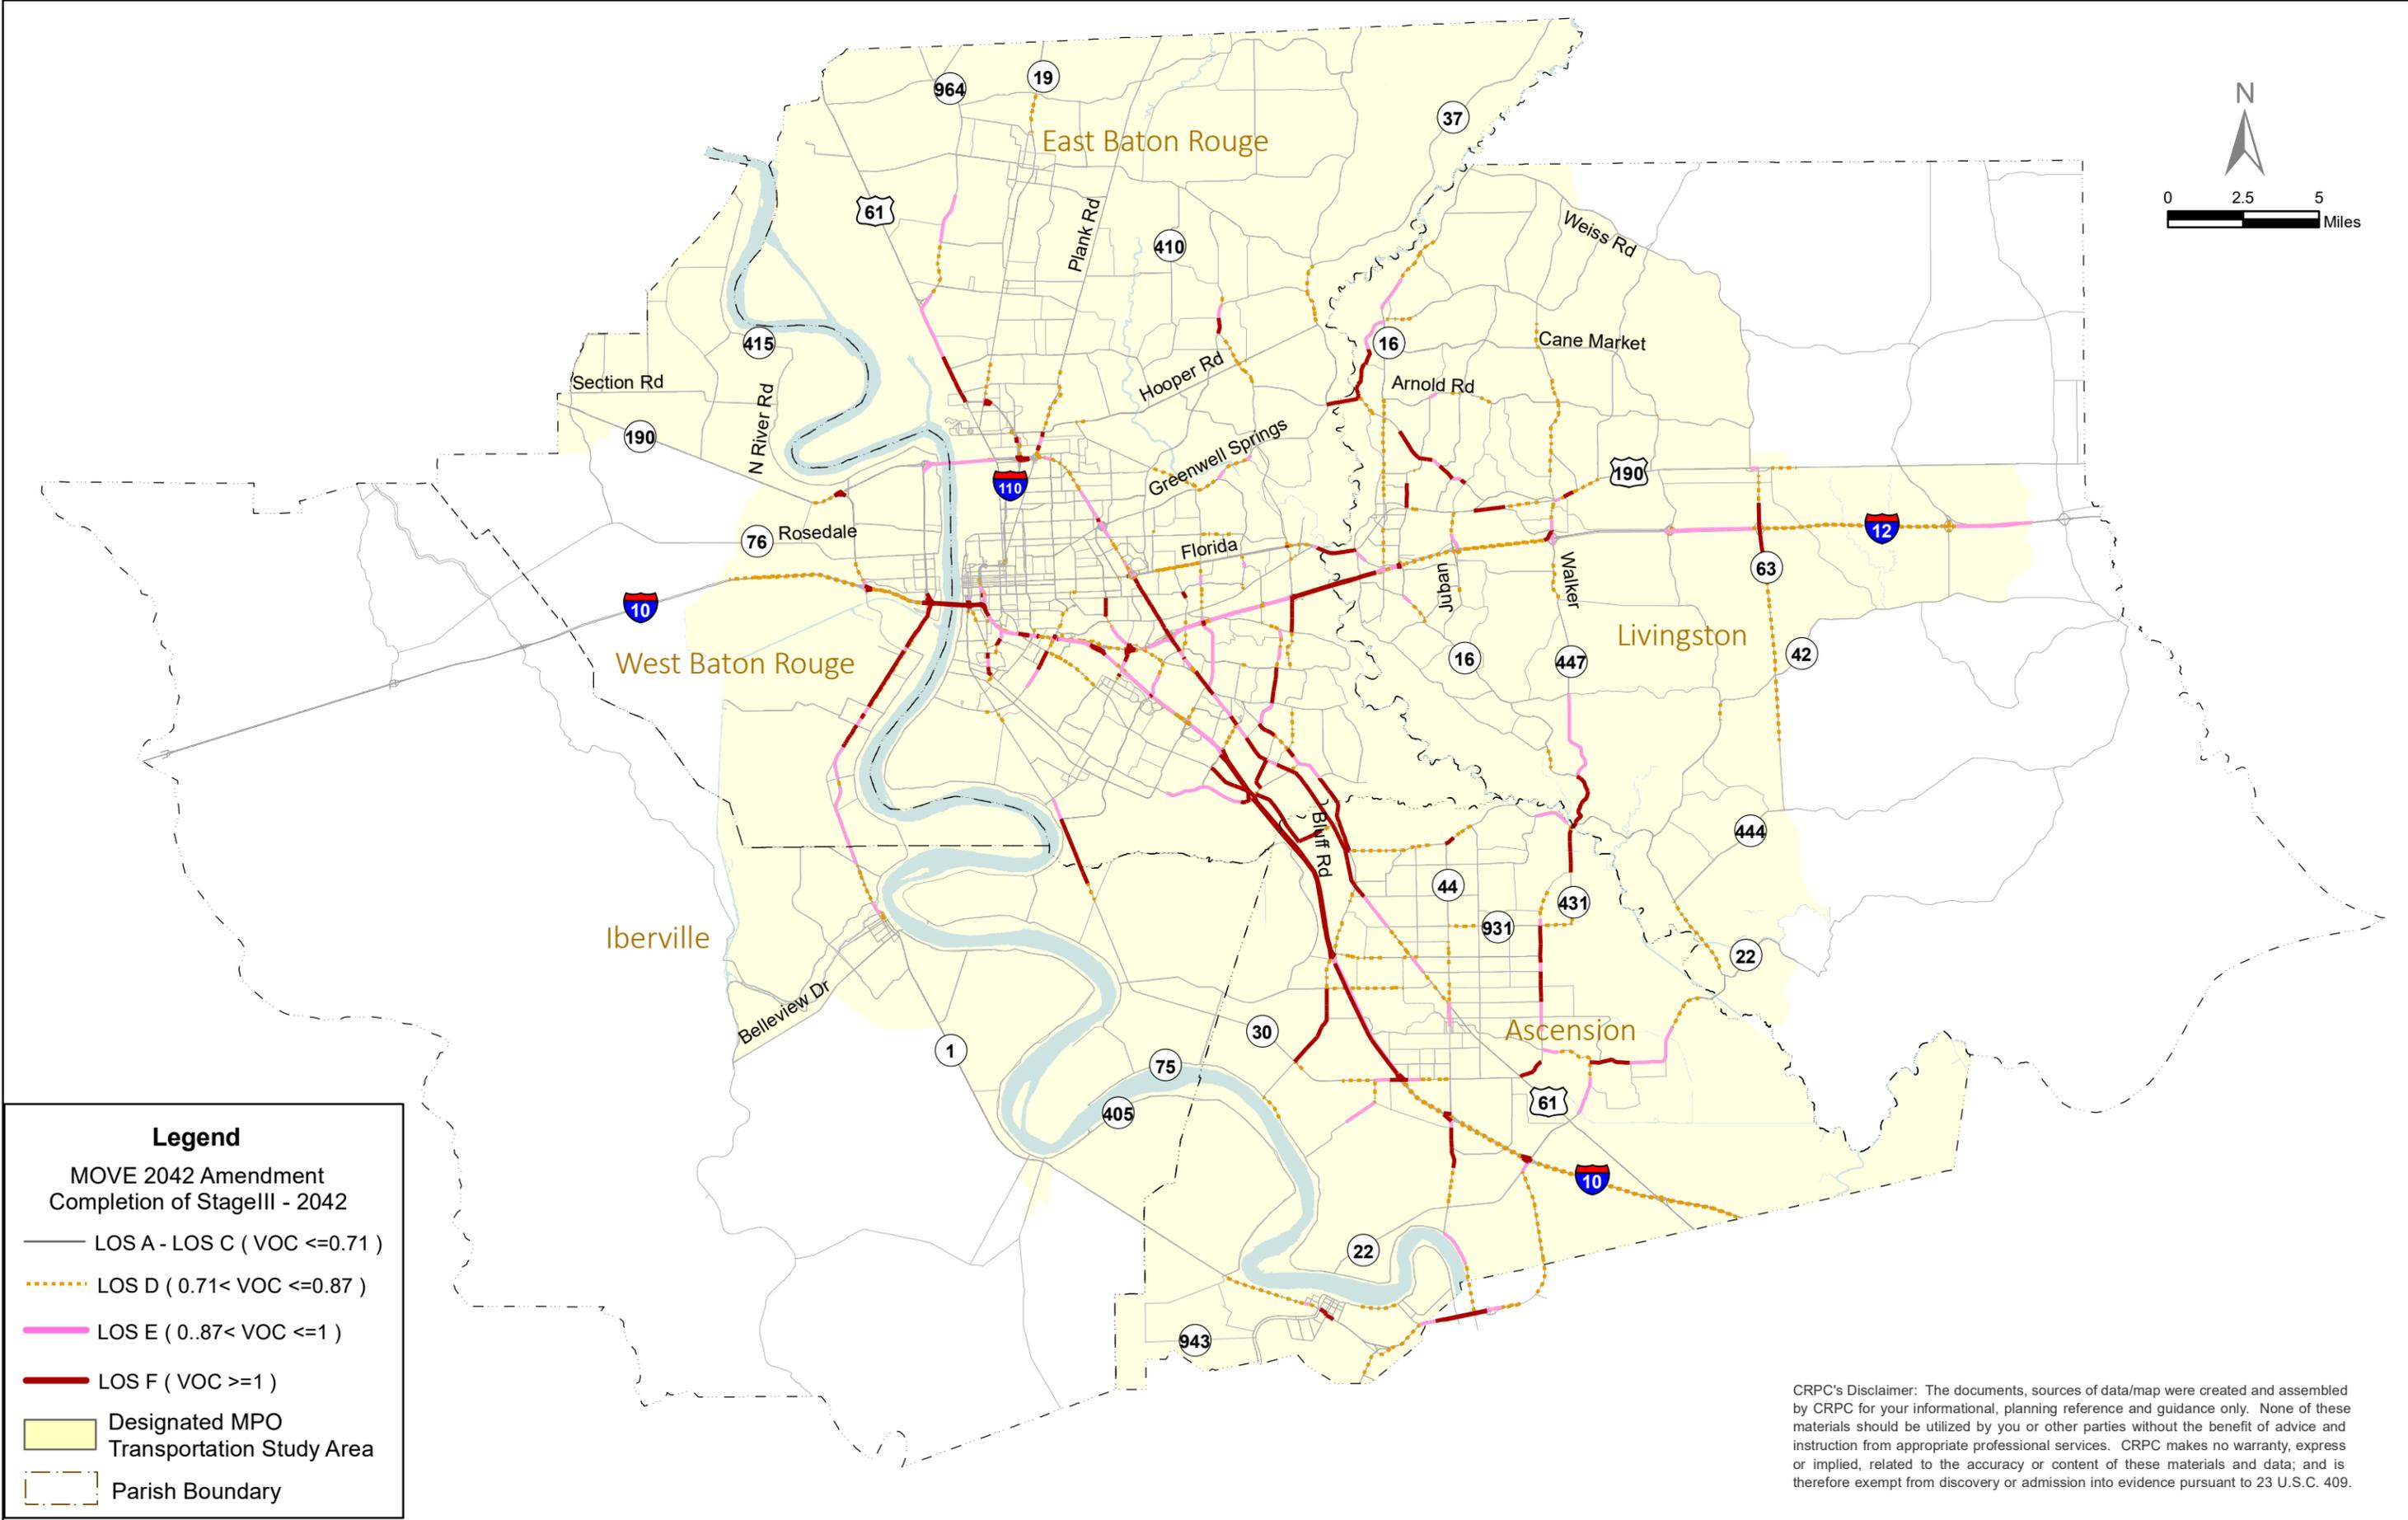 964
19
37
East Baton Rouge
N
0 2.5 5
Miles
61
Plank Rd
410
Weiss Rd
415
16
Cane Market
Section Rd
Hooper Rd
Arnold Rd
190
N River Rd
Greenwell Springs
190
110
76
Rosedale
Florida
12
63
10
Juban
Walker
West Baton Rouge
Livingston
16
447
42
Bluff Rd
444
44
431
931
Iberville
22
Belleview Dr
1
30
Ascension
75
405
61
10
22
943
Legend
MOVE 2042 Amendment
Completion of StageIII - 2042
LOS A - LOS C ( VOC <=0.71 )
LOS D ( 0.71< VOC <=0.87 )
LOS E ( 0..87< VOC <=1 )
LOS F ( VOC >=1 )
Designated MPO
Transportation Study Area
Parish Boundary
CRPC's Disclaimer: The documents, sources of data/map were created and assembled
by CRPC for your informational, planning reference and guidance only. None of these
materials should be utilized by you or other parties without the benefit of advice and
instruction from appropriate professional services. CRPC makes no warranty, express
or implied, related to the accuracy or content of these materials and data; and is
therefore exempt from discovery or admission into evidence pursuant to 23 U.S.C. 409.